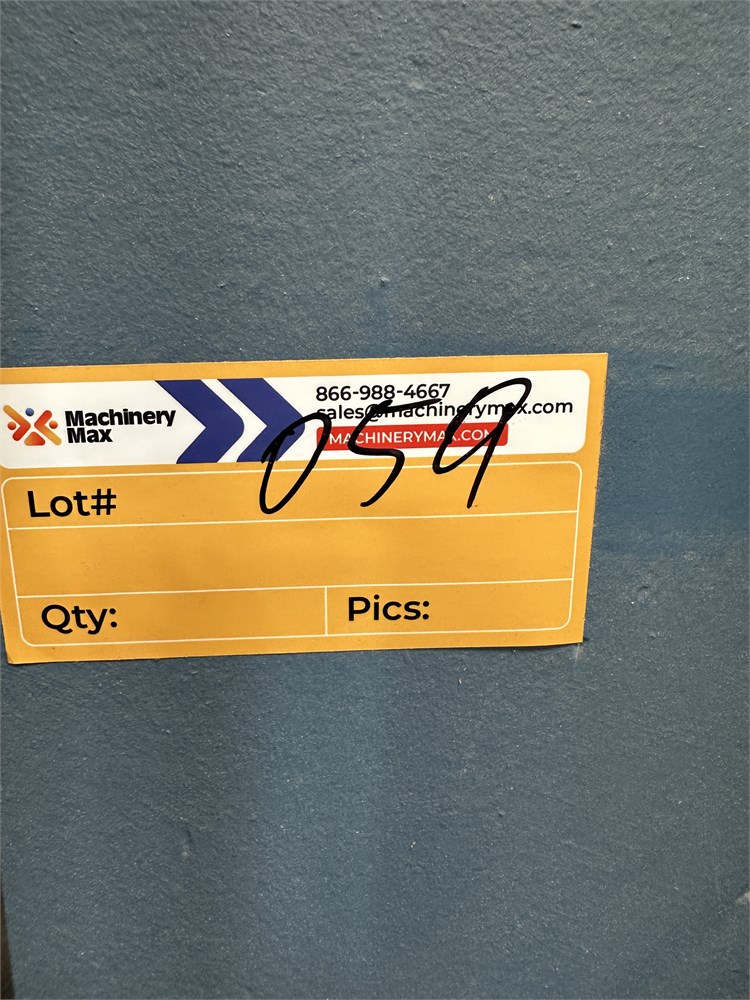 Machinery
Max
866-988-4667
sales@machinerymax.com
MACHINERYMAX.COM
Lot# 059
Qty:
Pics: